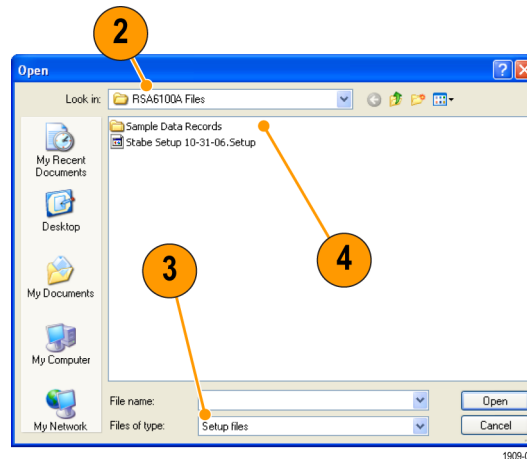 2
Open
Look in: RSA6100A Files
Sample Data Records
Stabe Setup 10-31-06.Setup
My Recent
Documents
Desktop
3
4
My Documents
My Computer
File name:
Open
My Network
Files of type: Setup files
Cancel